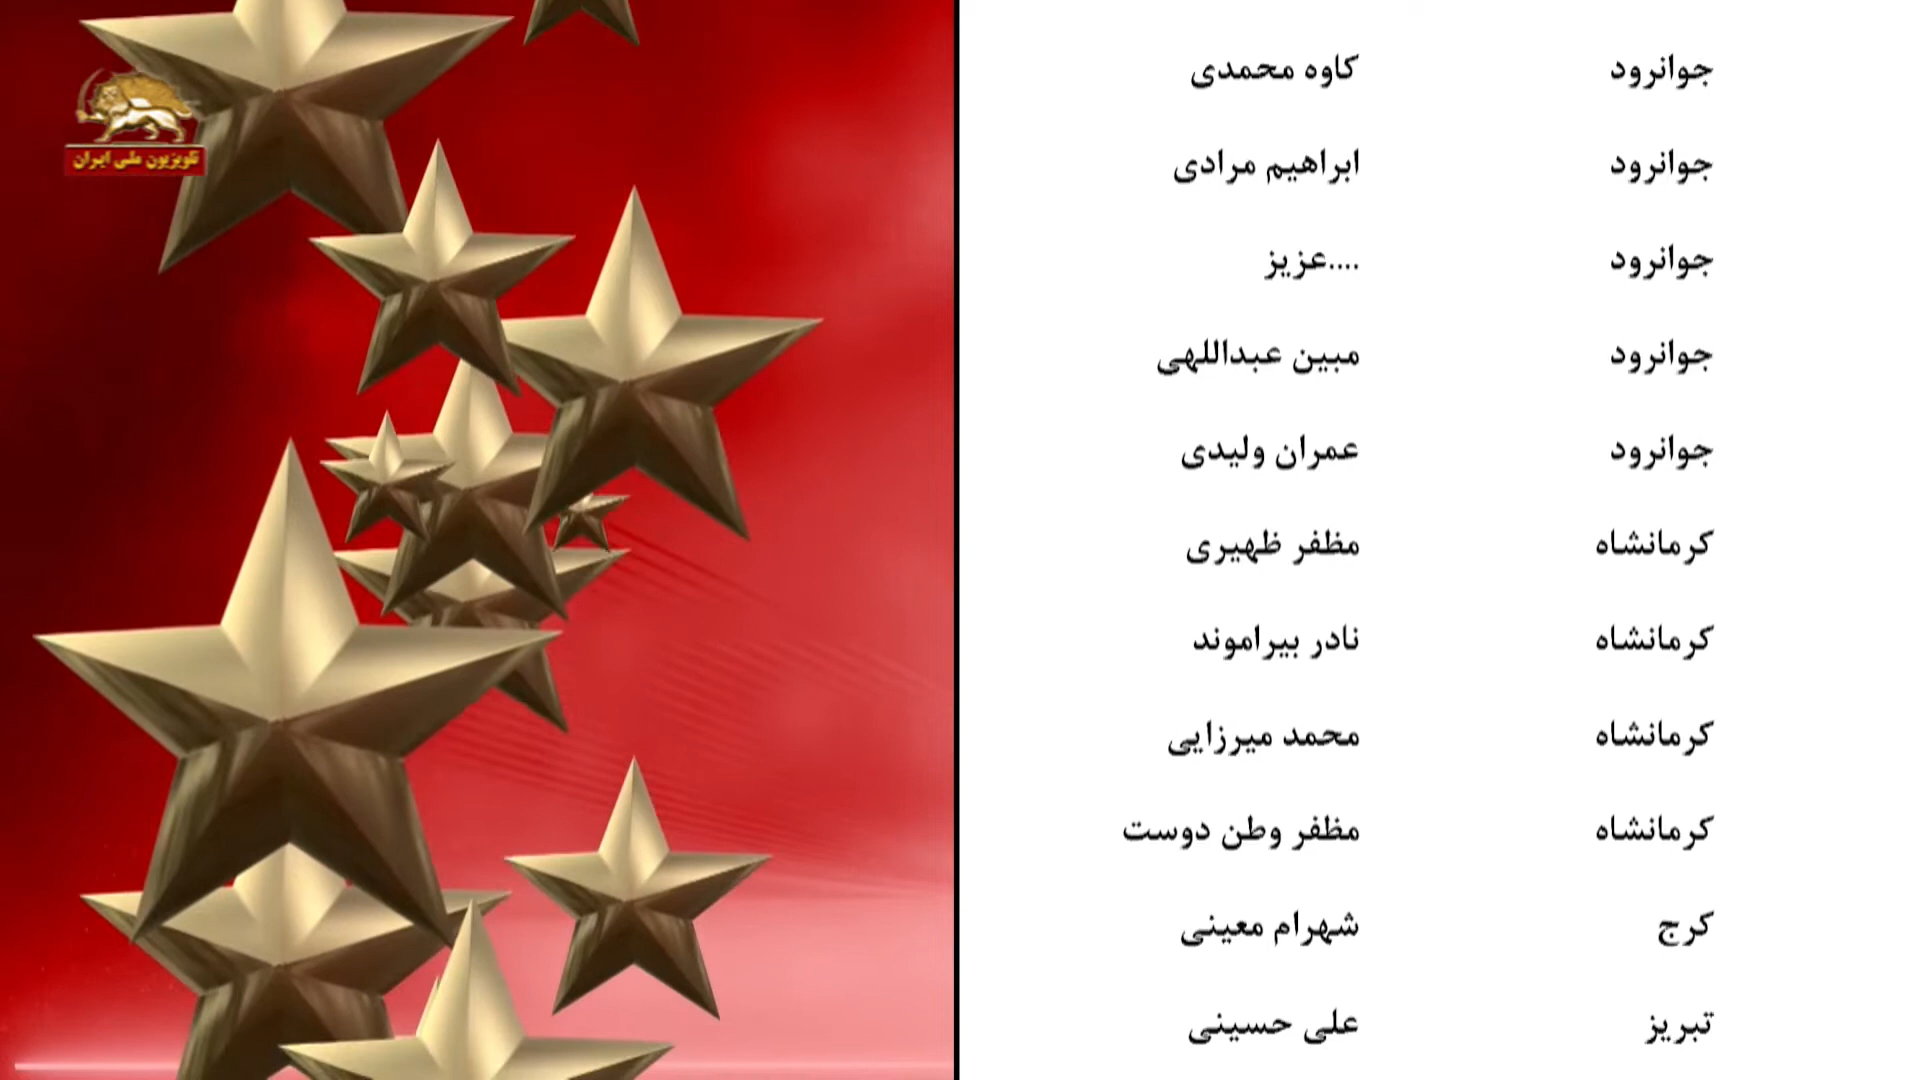 تلویزیون ملی ایران
جوانرود کاوه محمدی
جوانرود ابراهیم مرادی
جوانرود ....عزیز
جوانرود مبین عبداللهی
جوانرود عمران ولیدی
کرمانشاه مظفر ظهیری
کرمانشاه نادر بیراموند
کرمانشاه محمد میرزایی
کرمانشاه مظفر وطن دوست
کرج شهرام معینی
تبریز علی حسینی